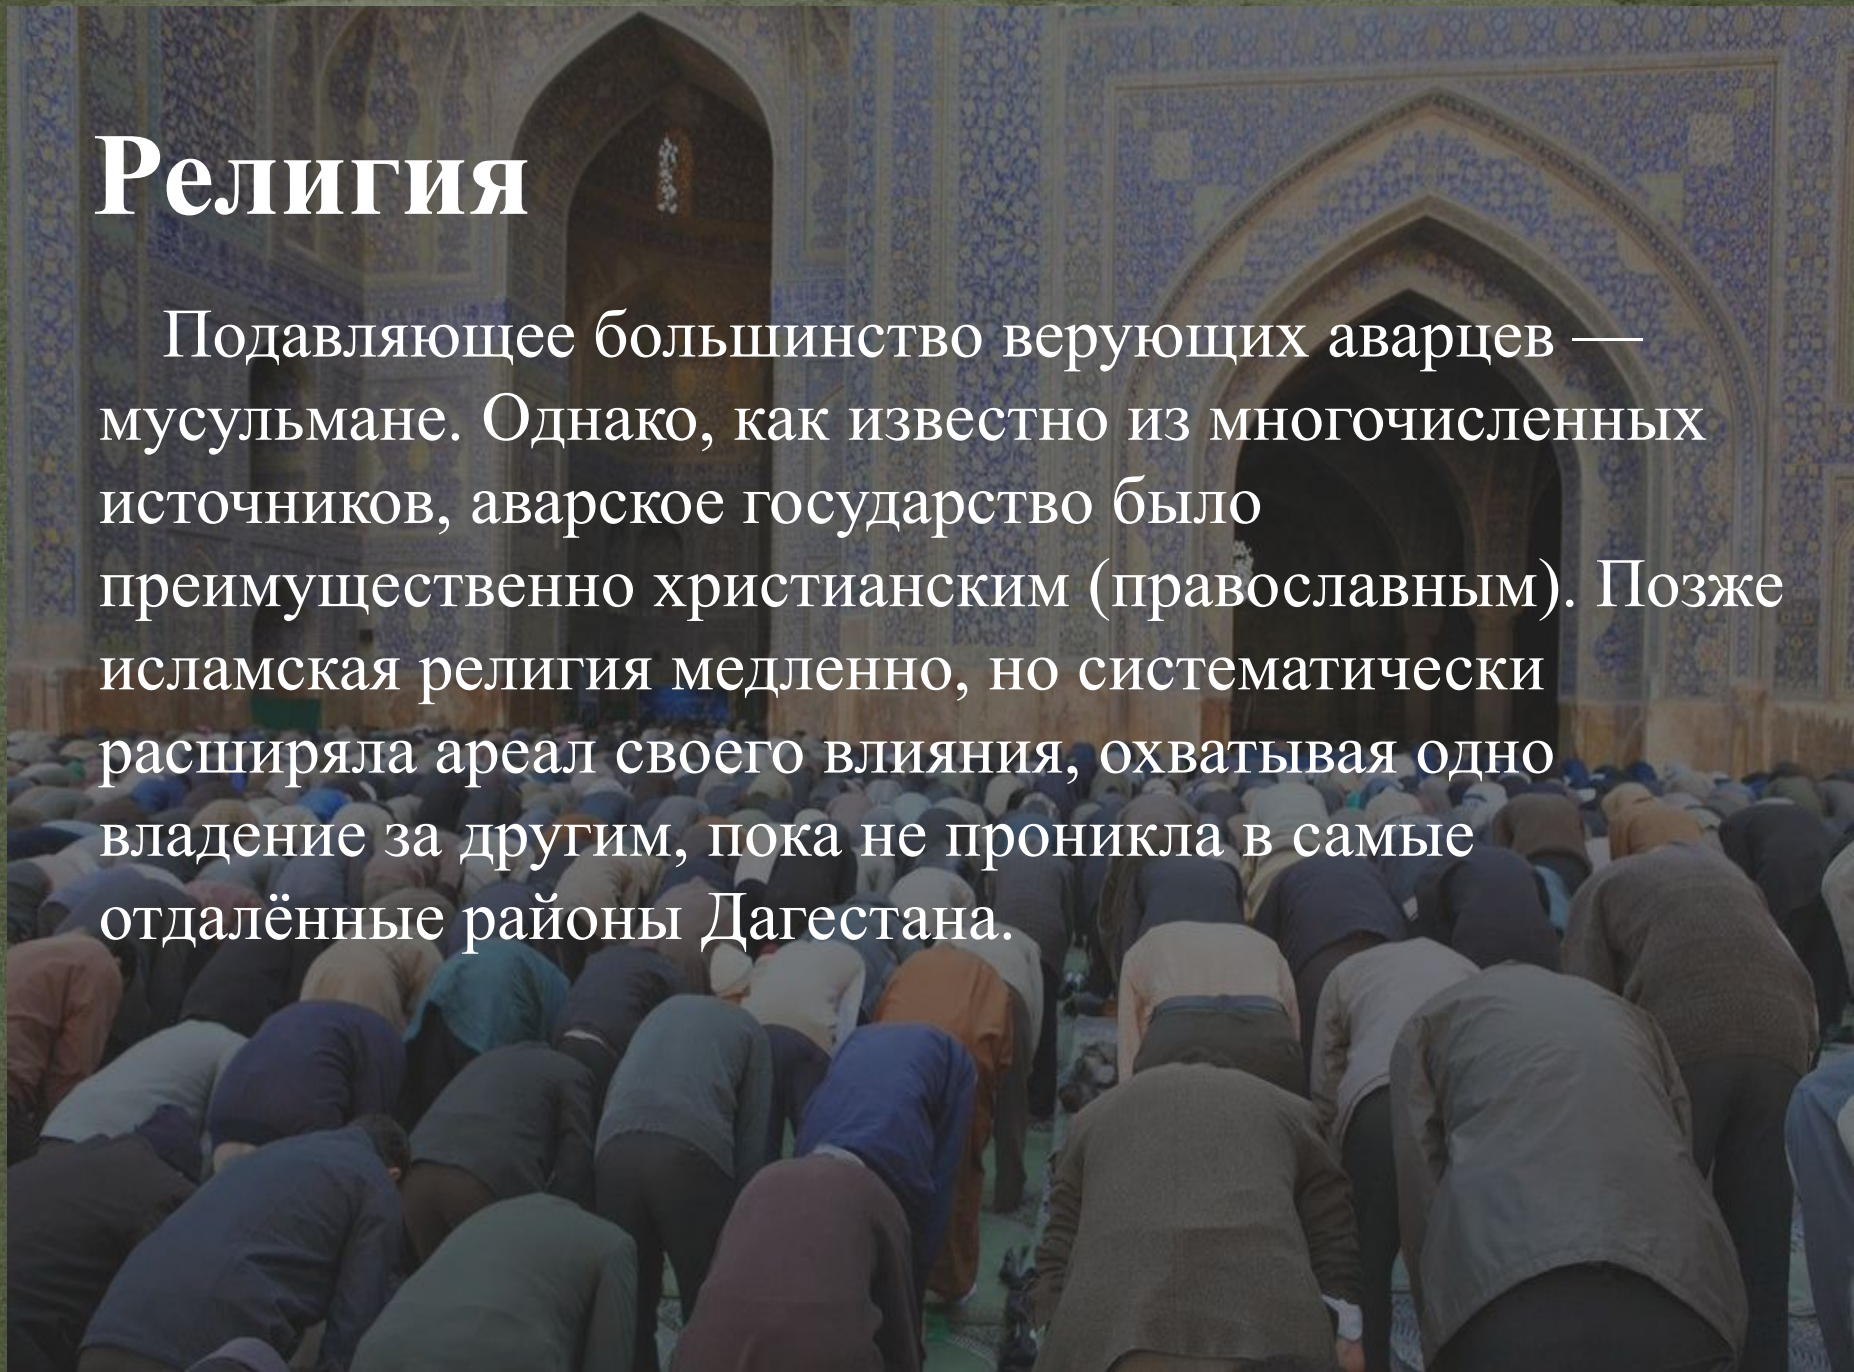 Религия
Подавляющее большинство верующих аварцев —
мусульмане. Однако, как известно из многочисленных
источников, аварское государство было
преимущественно христианским (православным). Позже
исламская религия медленно, но систематически
расширяла ареал своего влияния, охватывая одно
владение за другим, пока не проникла в самые
отдалённые районы Дагестана.